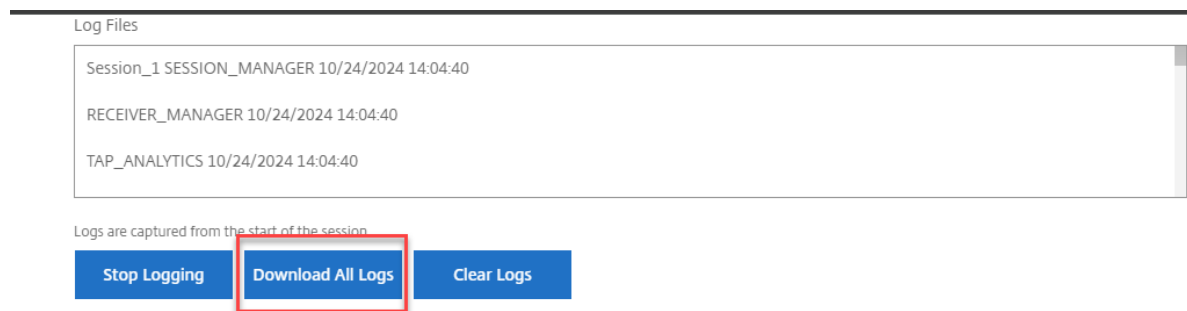 Log Files
Session_1 SESSION_MANAGER 10/24/2024 14:04:40
RECEIVER_MANAGER 10/24/2024 14:04:40
TAP_ANALYTICS 10/24/2024 14:04:40
Logs are captured from the start of the session
Stop Logging Download All Logs Clear Logs